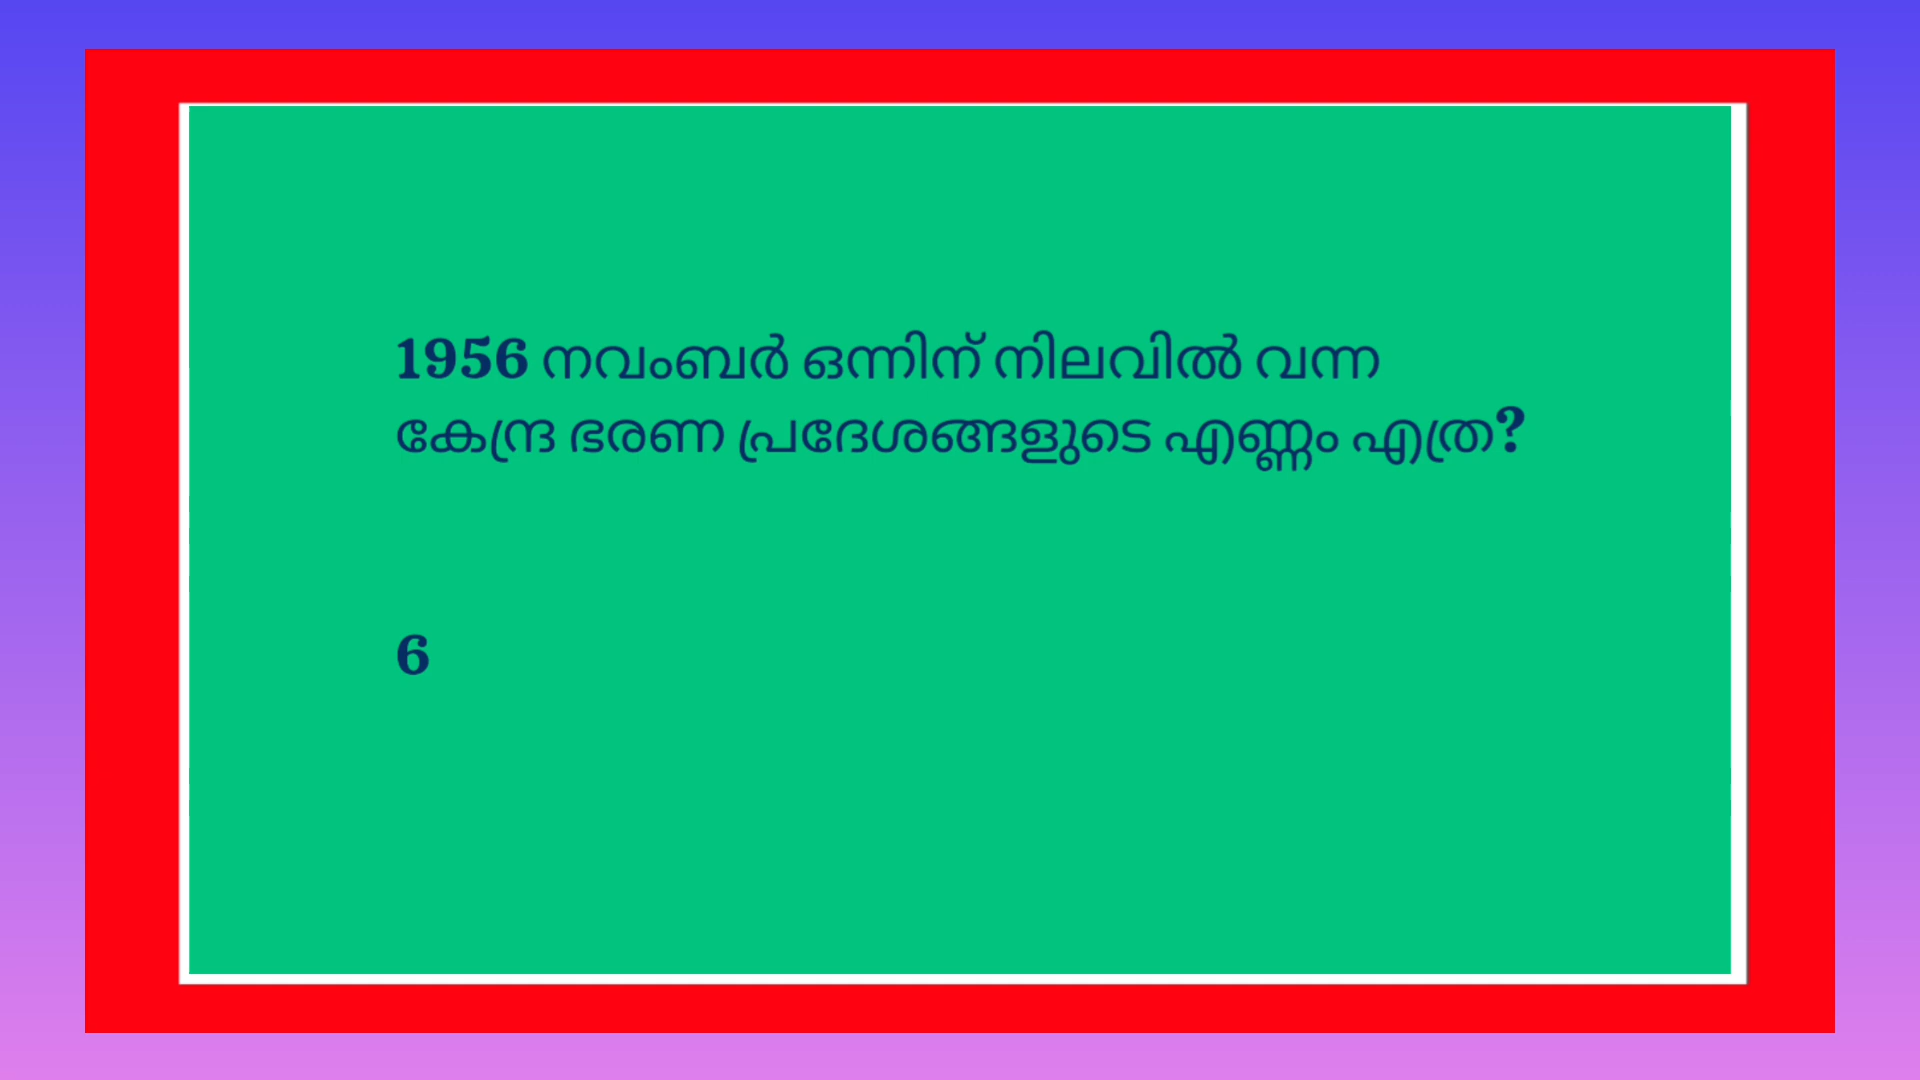 1956 നവംബർ ഒന്നിന് നിലവിൽ വന്ന
കേന്ദ്ര ഭരണ പ്രദേശങ്ങളുടെ എണ്ണം എത്ര?
6